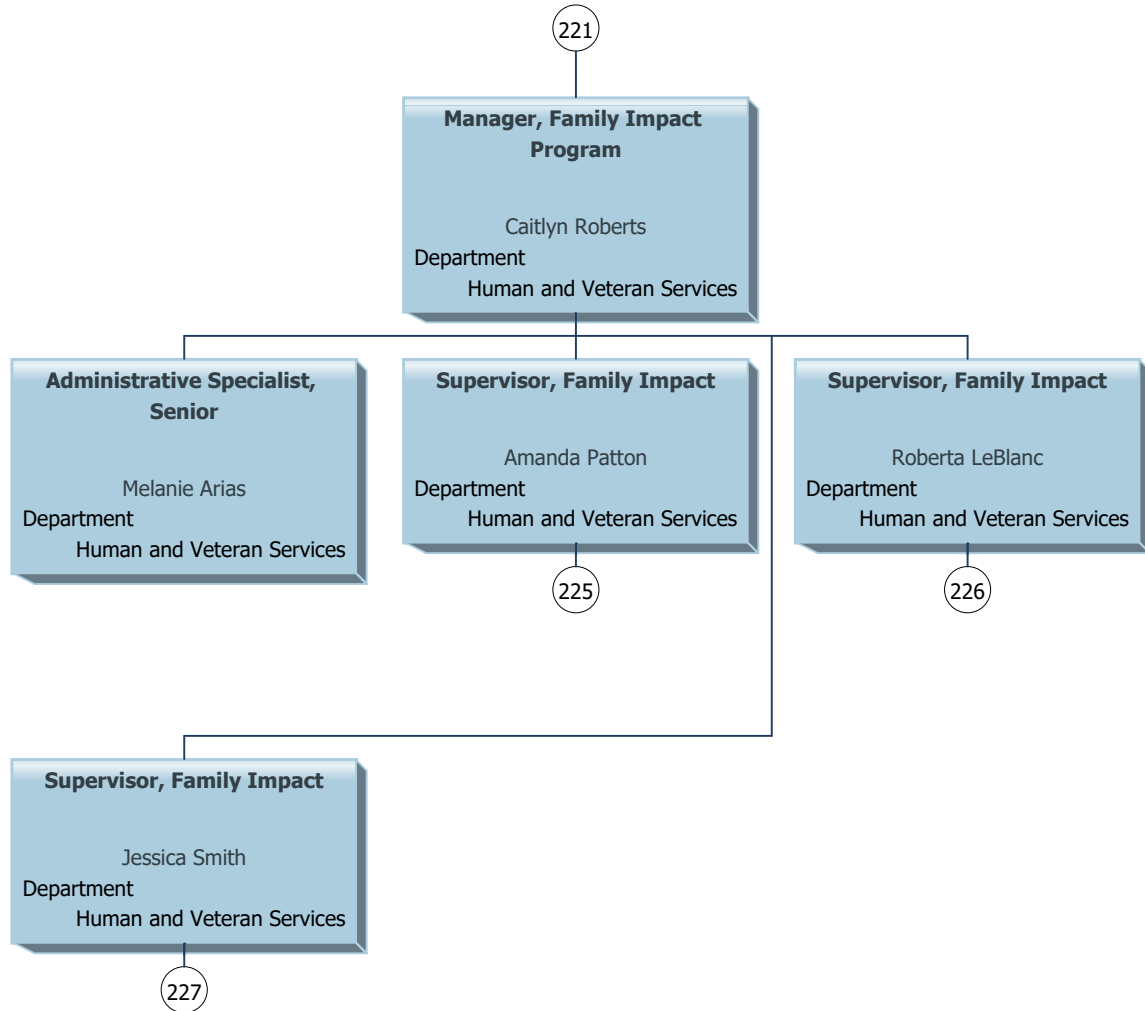 221
Manager, Family Impact
Program
Caitlyn Roberts
Department
Human and Veteran Services
Administrative Specialist,
Senior
Melanie Arias
Department
Human and Veteran Services
Supervisor, Family Impact
Amanda Patton
Department
Human and Veteran Services
225
Supervisor, Family Impact
Roberta LeBlanc
Department
Human and Veteran Services
226
Supervisor, Family Impact
Jessica Smith
Department
Human and Veteran Services
227